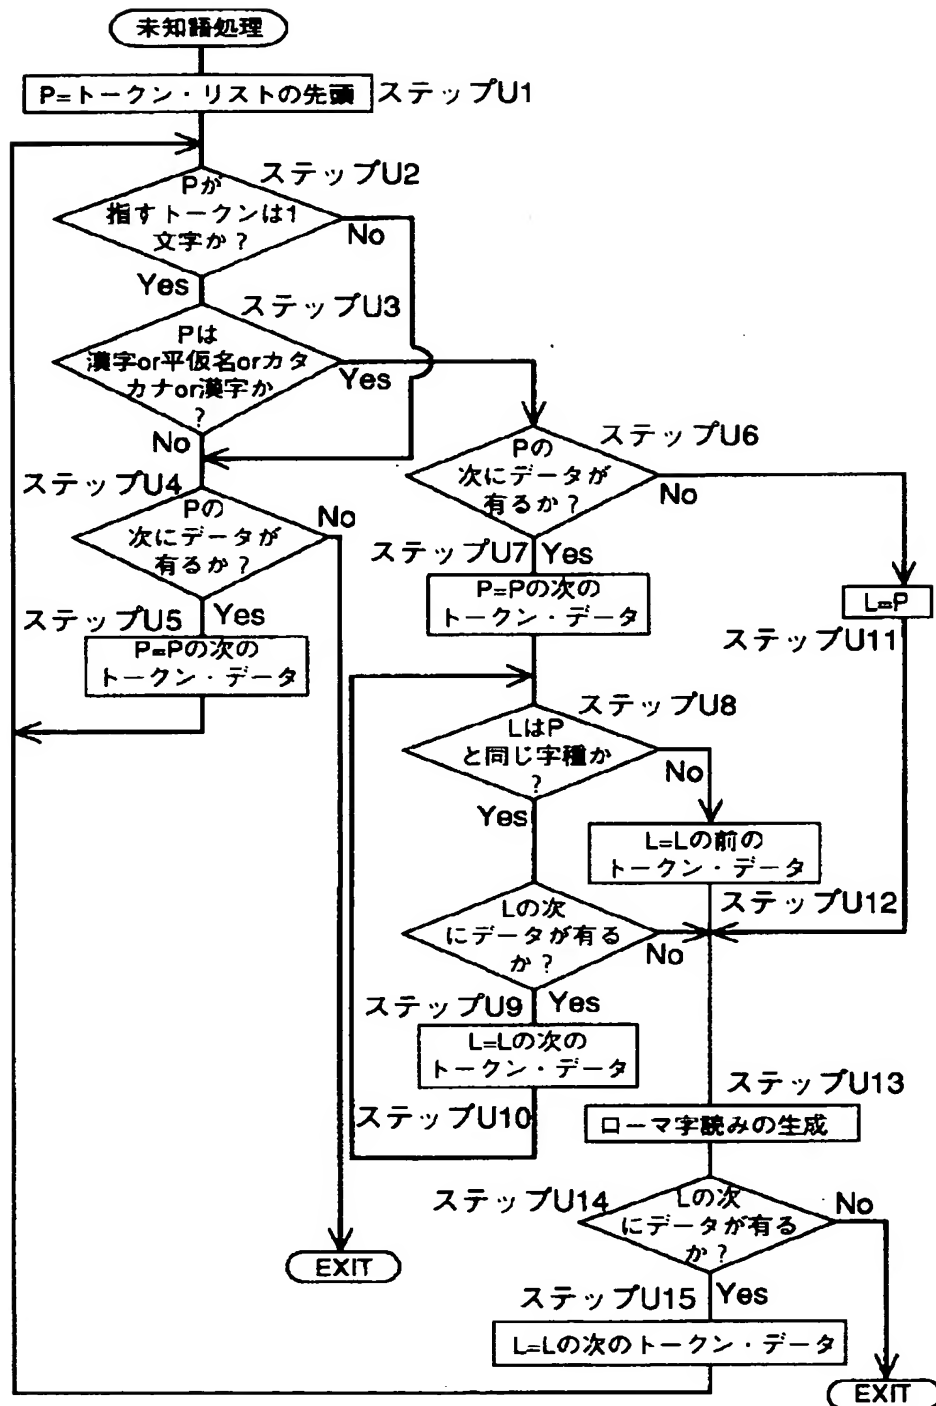 未知語処理
P=トークン・リストの先頭
ステップU1
ステップU2
Pが
指すトークンは1
文字か？
No
Yes
ステップU3
Pは
漢字or平仮名orカタ
カナor漢字か
？
Yes
No
ステップU4
Pの
次にデータが
有るか？
No
ステップU5
Yes
P=Pの次の
トークン・データ
ステップU6
Pの
次にデータが
有るか？
No
ステップU7
Yes
P=Pの次の
トークン・データ
L=P
ステップU11
ステップU8
LはP
と同じ字種か
？
No
Yes
L=Lの前の
トークン・データ
ステップU12
Lの次
にデータが有る
か？
No
ステップU9
Yes
L=Lの次の
トークン・データ
ステップU10
ステップU13
ローマ字読みの生成
ステップU14
Lの次
にデータが有る
か？
No
EXIT
ステップU15
Yes
L=Lの次のトークン・データ
EXIT